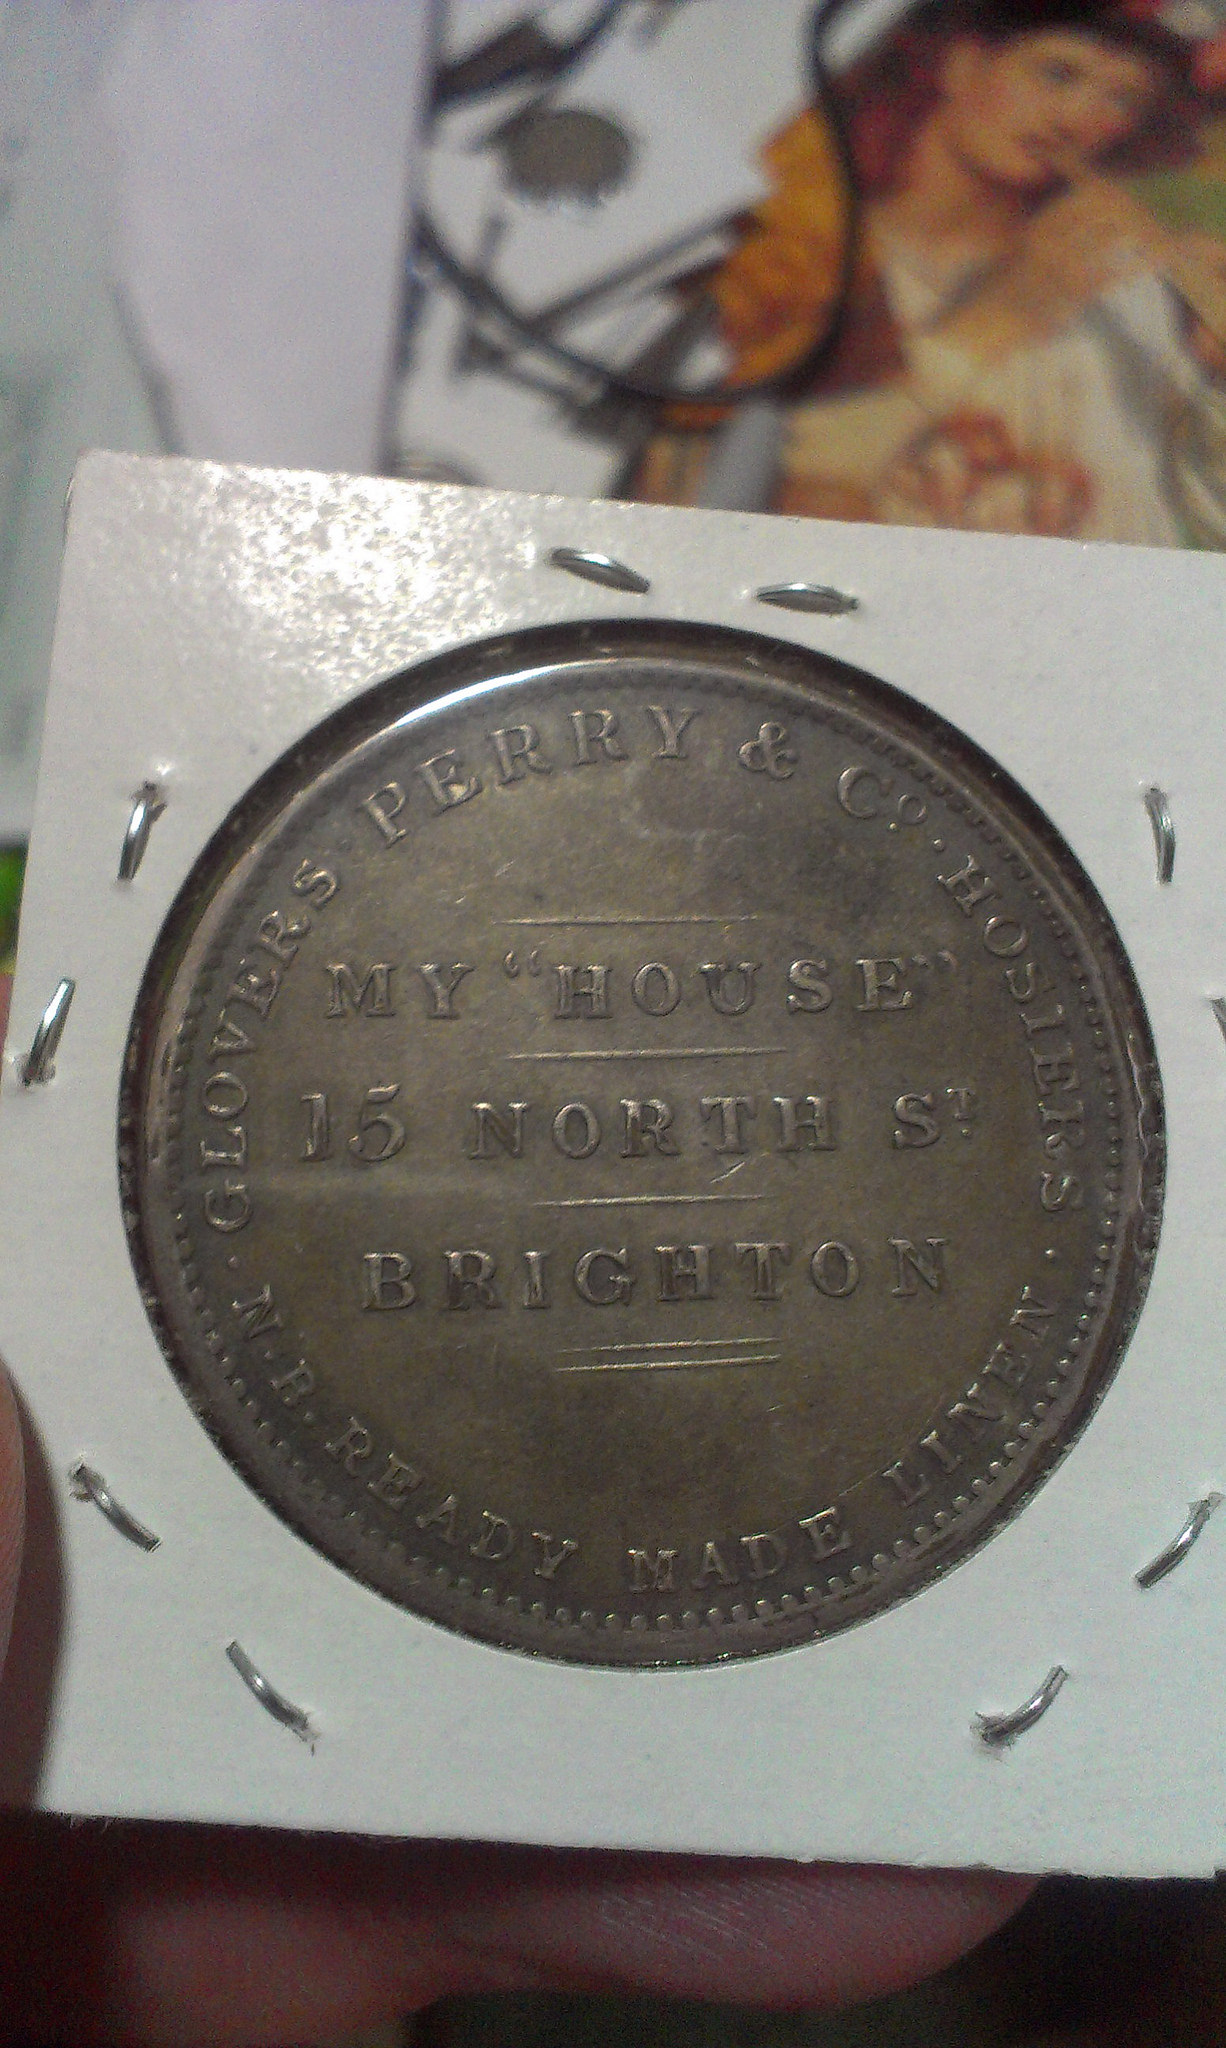 PERRY & Co.
GLOVERS · HOSIERS
MY "HOUSE"
15 NORTH ST.
BRIGHTON
N.B. READY MADE LINEN